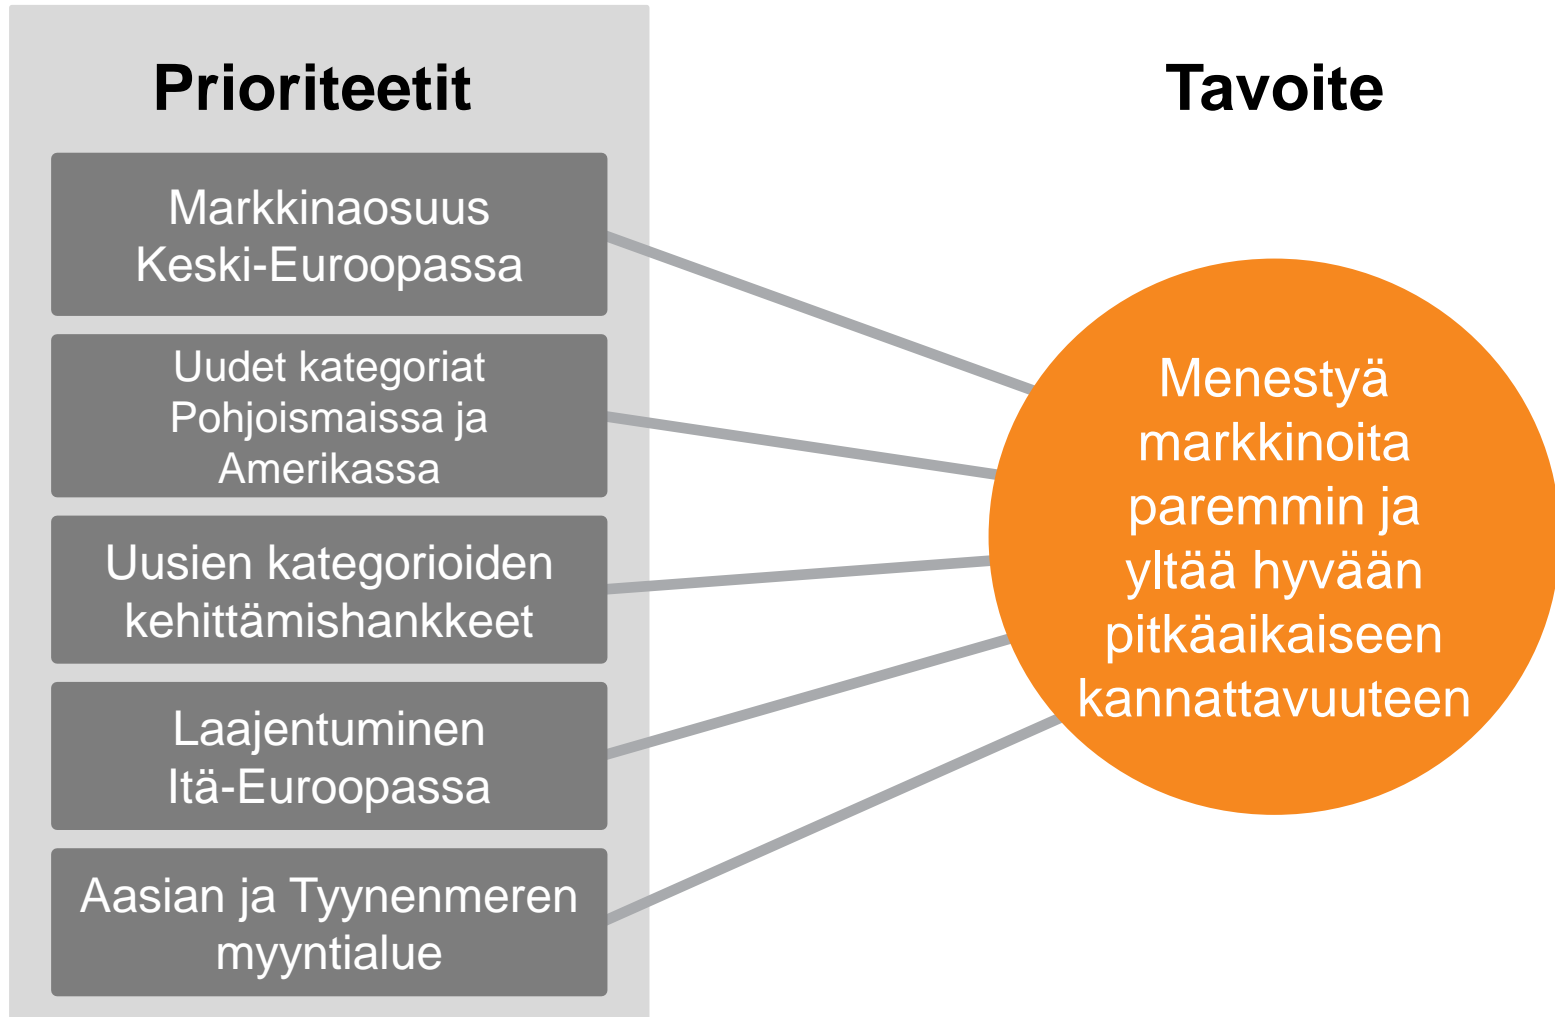 Prioriteetit
Markkinaosuus
Keski-Euroopassa
Uudet kategoriat
Pohjoismaissa ja
Amerikassa
Uusien kategorioiden
kehittämishankkeet
Laajentuminen
Itä-Euroopassa
Aasian ja Tyynenmeren
myyntialue
Tavoite
Menestyä
markkinoita
paremmin ja
yltää hyvään
pitkäaikaiseen
kannattavuuteen